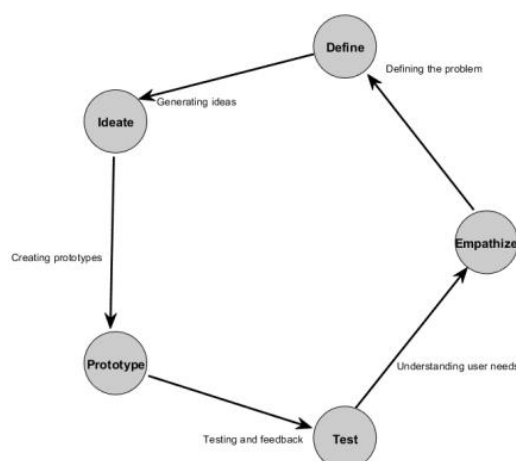 Define
Defining the problem
Generating ideas
Ideate
Empathize
Creating prototypes
Prototype
Understanding user needs
Testing and feedback
Test